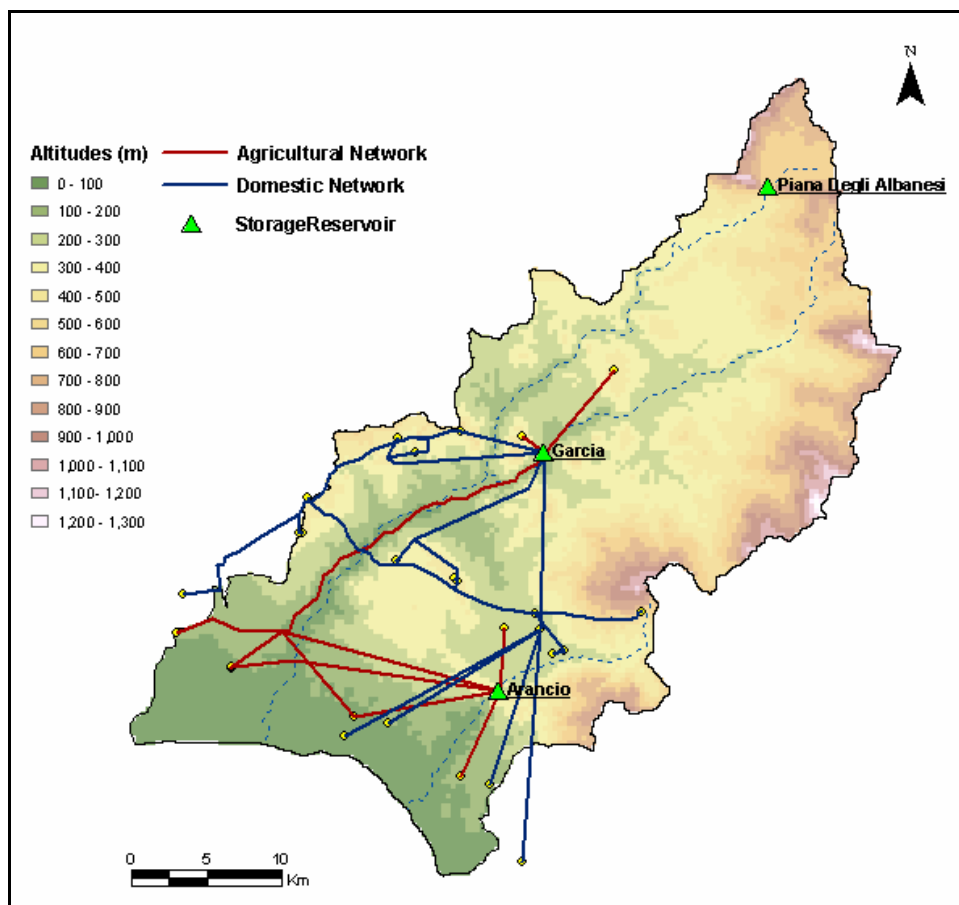 N
Altitudes (m)
Agricultural Network
Domestic Network
StorageReservoir
0 - 100
100 - 200
200 - 300
300 - 400
400 - 500
500 - 600
600 - 700
700 - 800
800 - 900
900 - 1,000
1,000 - 1,100
1,100- 1,200
1,200 - 1,300
Piana Degli Albanesi
Garcia
Arancio
0 5 10
Km